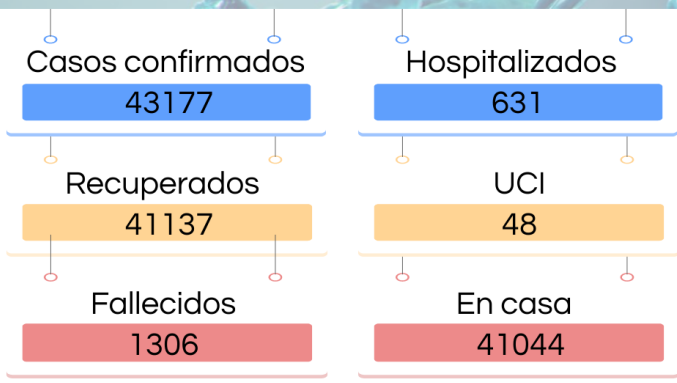 Casos confirmados
43177
Hospitalizados
631
Recuperados
41137
UCI
48
Fallecidos
1306
En casa
41044